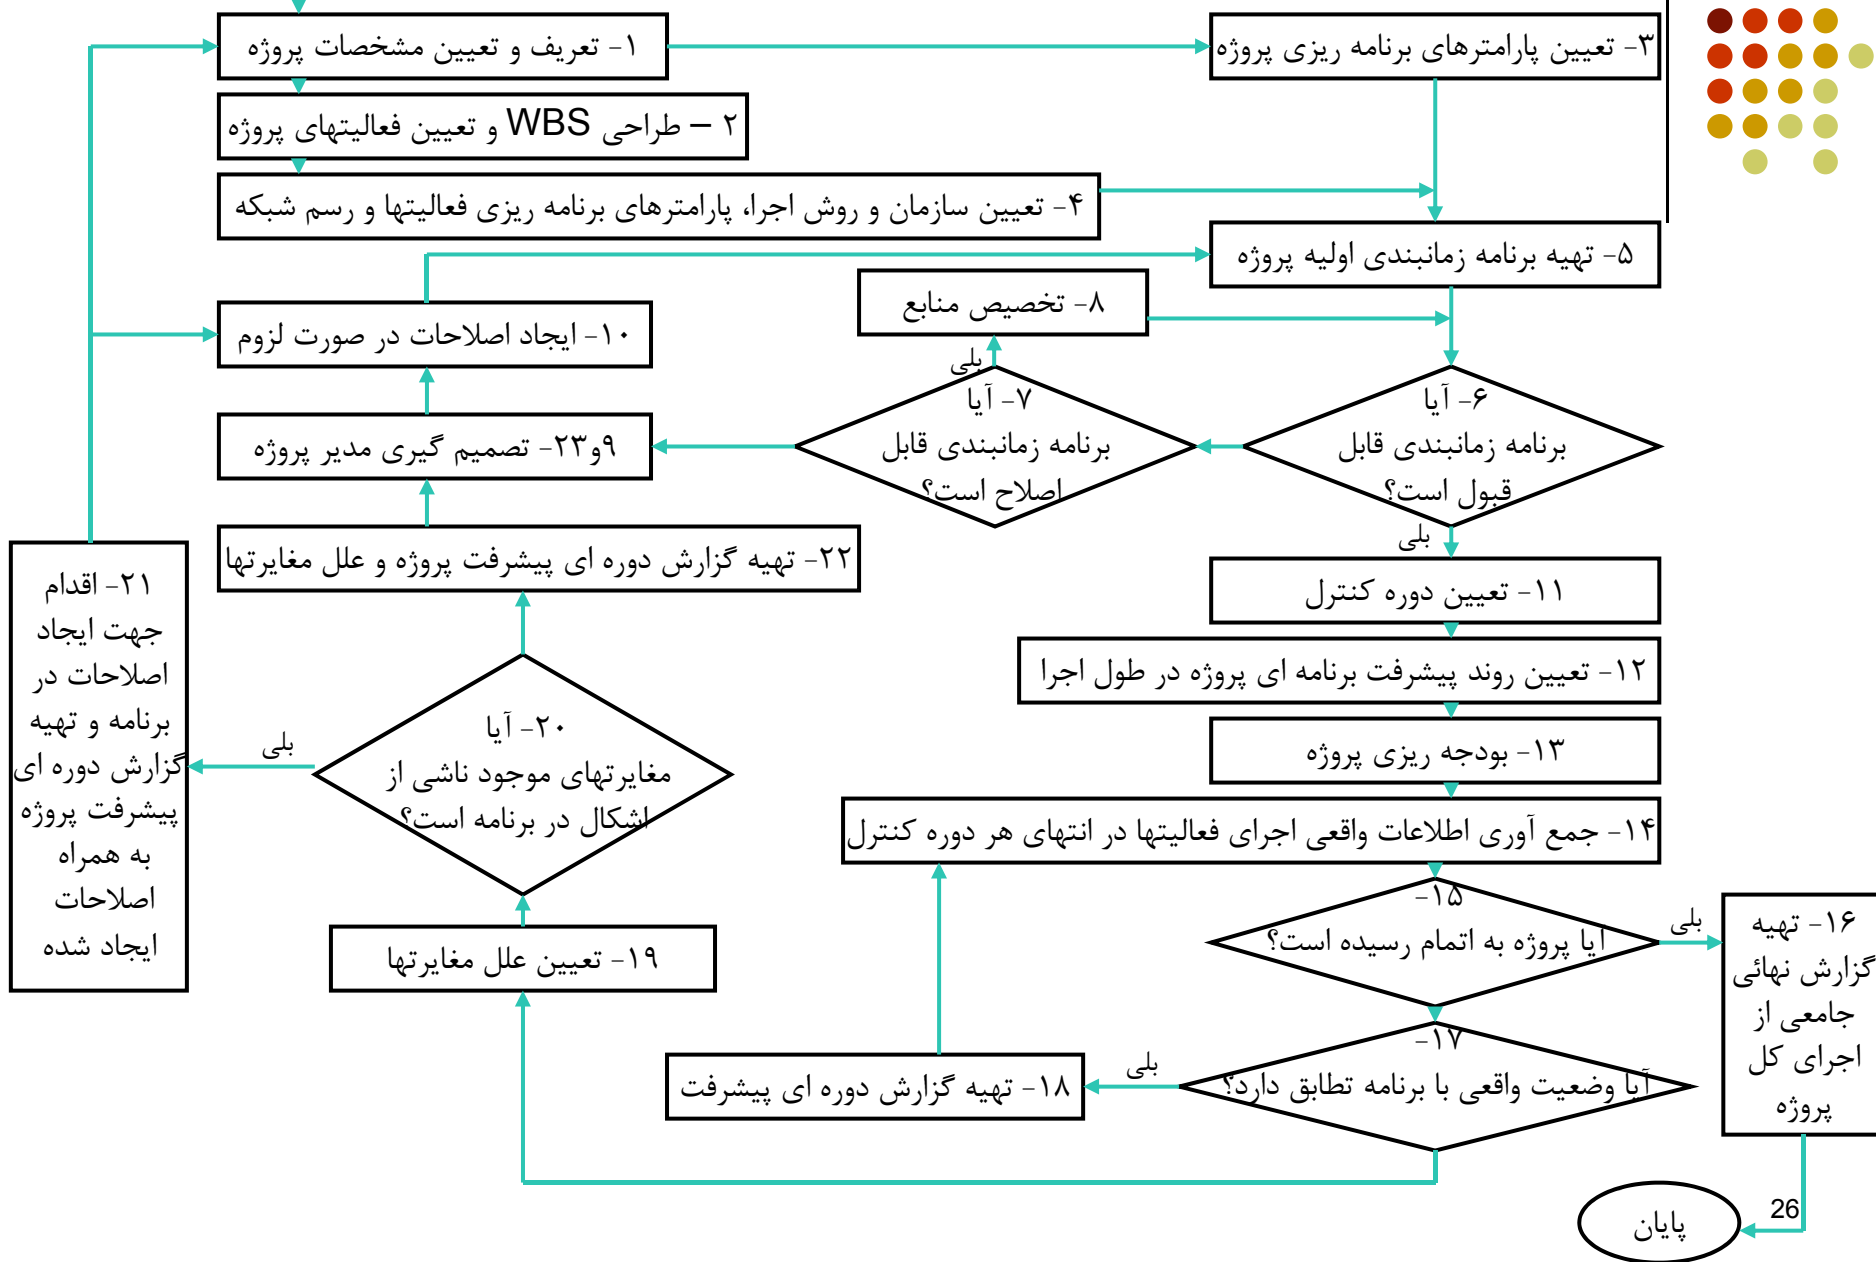 ۱- تعریف و تعیین مشخصات پروژه
۳- تعیین پارامترهای برنامه ریزی پروژه
۲ – طراحی WBS و تعیین فعالیتهای پروژه
۴- تعیین سازمان و روش اجرا، پارامترهای برنامه ریزی فعالیتها و رسم شبکه
۵- تهیه برنامه زمانبندی اولیه پروژه
۸- تخصیص منابع
۱۰- ایجاد اصلاحات در صورت لزوم
بلی
۶- آیا
برنامه زمانبندی قابل
قبول است؟
۷- آیا
برنامه زمانبندی قابل
اصلاح است؟
۹و۲۳- تصمیم گیری مدیر پروژه
بلی
۲۲- تهیه گزارش دوره ای پیشرفت پروژه و علل مغایرتها
۱۱- تعیین دوره کنترل
۱۲- تعیین روند پیشرفت برنامه ای پروژه در طول اجرا
۱۳- بودجه ریزی پروژه
۲۱- اقدام
جهت ایجاد
اصلاحات در
برنامه و تهیه
گزارش دوره ای
پیشرفت پروژه
به همراه
اصلاحات
ایجاد شده
بلی
۲۰- آیا
مغایرتهای موجود ناشی از
اشکال در برنامه است؟
۱۴- جمع آوری اطلاعات واقعی اجرای فعالیتها در انتهای هر دوره کنترل
۱۵-
آیا پروژه به اتمام رسیده است؟
بلی
۱۶- تهیه
گزارش نهائی
جامعی از
اجرای کل
پروژه
۱۹- تعیین علل مغایرتها
۱۷-
آیا وضعیت واقعی با برنامه تطابق دارد؟
بلی
۱۸- تهیه گزارش دوره ای پیشرفت
پایان
26